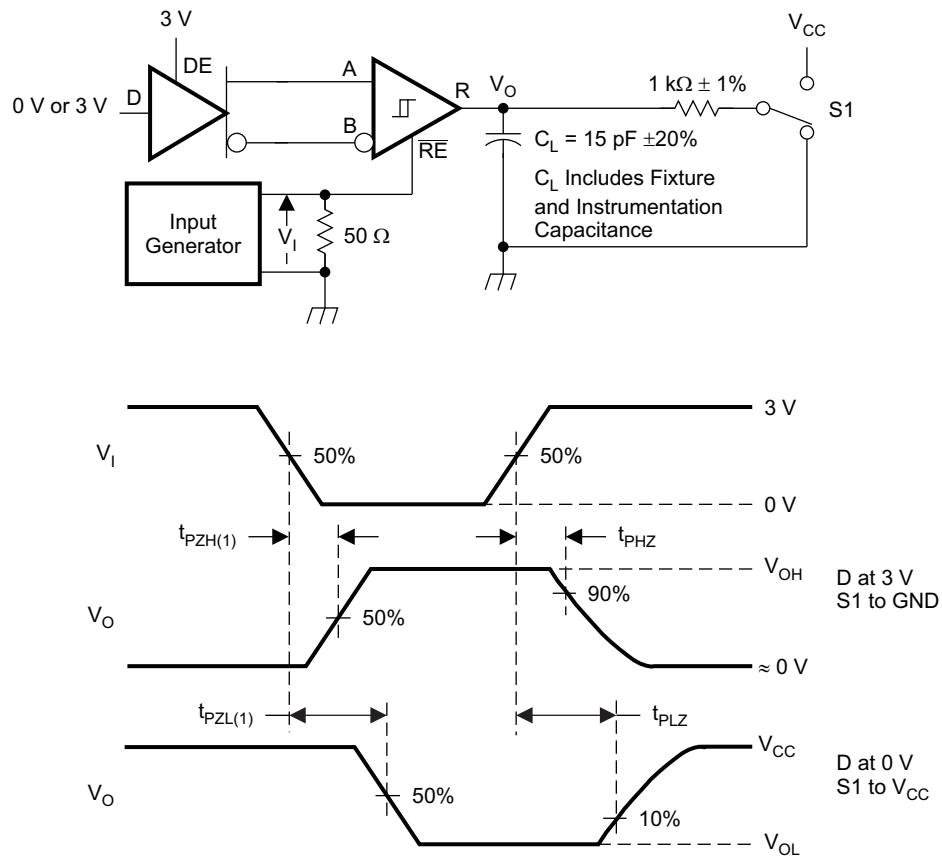 3 V
V_CC
DE
A
D
R
V_O
1 kΩ ± 1%
0 V or 3 V
S1
B
R̅E̅
C_L = 15 pF ±20%
C_L Includes Fixture
and Instrumentation
Capacitance
Input
Generator
V_I
50 Ω
3 V
V_I
50%
50%
0 V
t_PZH(1)
t_PHZ
V_OH
D at 3 V
S1 to GND
90%
V_O
50%
≈ 0 V
t_PZL(1)
t_PLZ
V_CC
D at 0 V
S1 to V_CC
V_O
50%
10%
V_OL